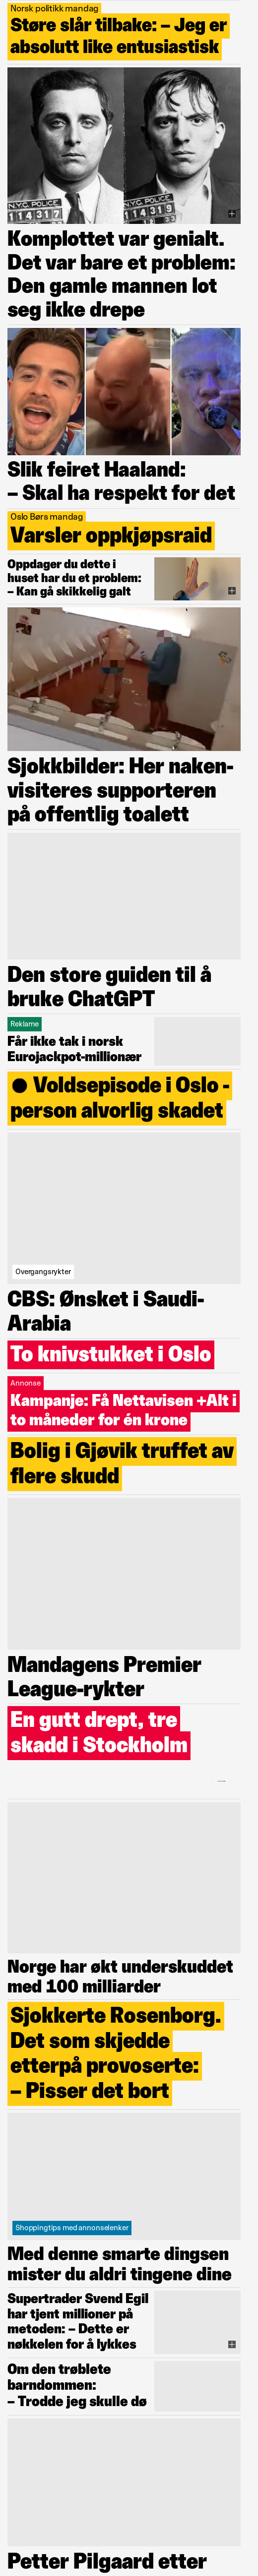 Norsk politikk mandag
Støre slår tilbake: – Jeg er
absolutt like entusiastisk
N.Y.C. POLICE
114317
N.Y.C. POLICE
114319
Komplottet var genialt.
Det var bare et problem:
Den gamle mannen lot
seg ikke drepe
Slik feiret Haaland:
– Skal ha respekt for det
Oslo Børs mandag
Varsler oppkjøpsraid
Oppdager du dette i
huset har du et problem:
– Kan gå skikkelig galt
Sjokkbilder: Her naken-
visiteres supporteren
på offentlig toalett
Den store guiden til å
bruke ChatGPT
Reklame
Får ikke tak i norsk
Eurojackpot-millionær
● Voldsepisode i Oslo -
person alvorlig skadet
Overgangsrykter
CBS: Ønsket i Saudi-
Arabia
To knivstukket i Oslo
Annonse
Kampanje: Få Nettavisen +Alt i
to måneder for én krone
Bolig i Gjøvik truffet av
flere skudd
Mandagens Premier
League-rykter
En gutt drept, tre
skadd i Stockholm
Norge har økt underskuddet
med 100 milliarder
Sjokkerte Rosenborg.
Det som skjedde
etterpå provoserte:
– Pisser det bort
Shoppingtips med annonselenker
Med denne smarte dingsen
mister du aldri tingene dine
Supertrader Svend Egil
har tjent millioner på
metoden: – Dette er
nøkkelen for å lykkes
Om den trøblete
barndommen:
– Trodde jeg skulle dø
Petter Pilgaard etter